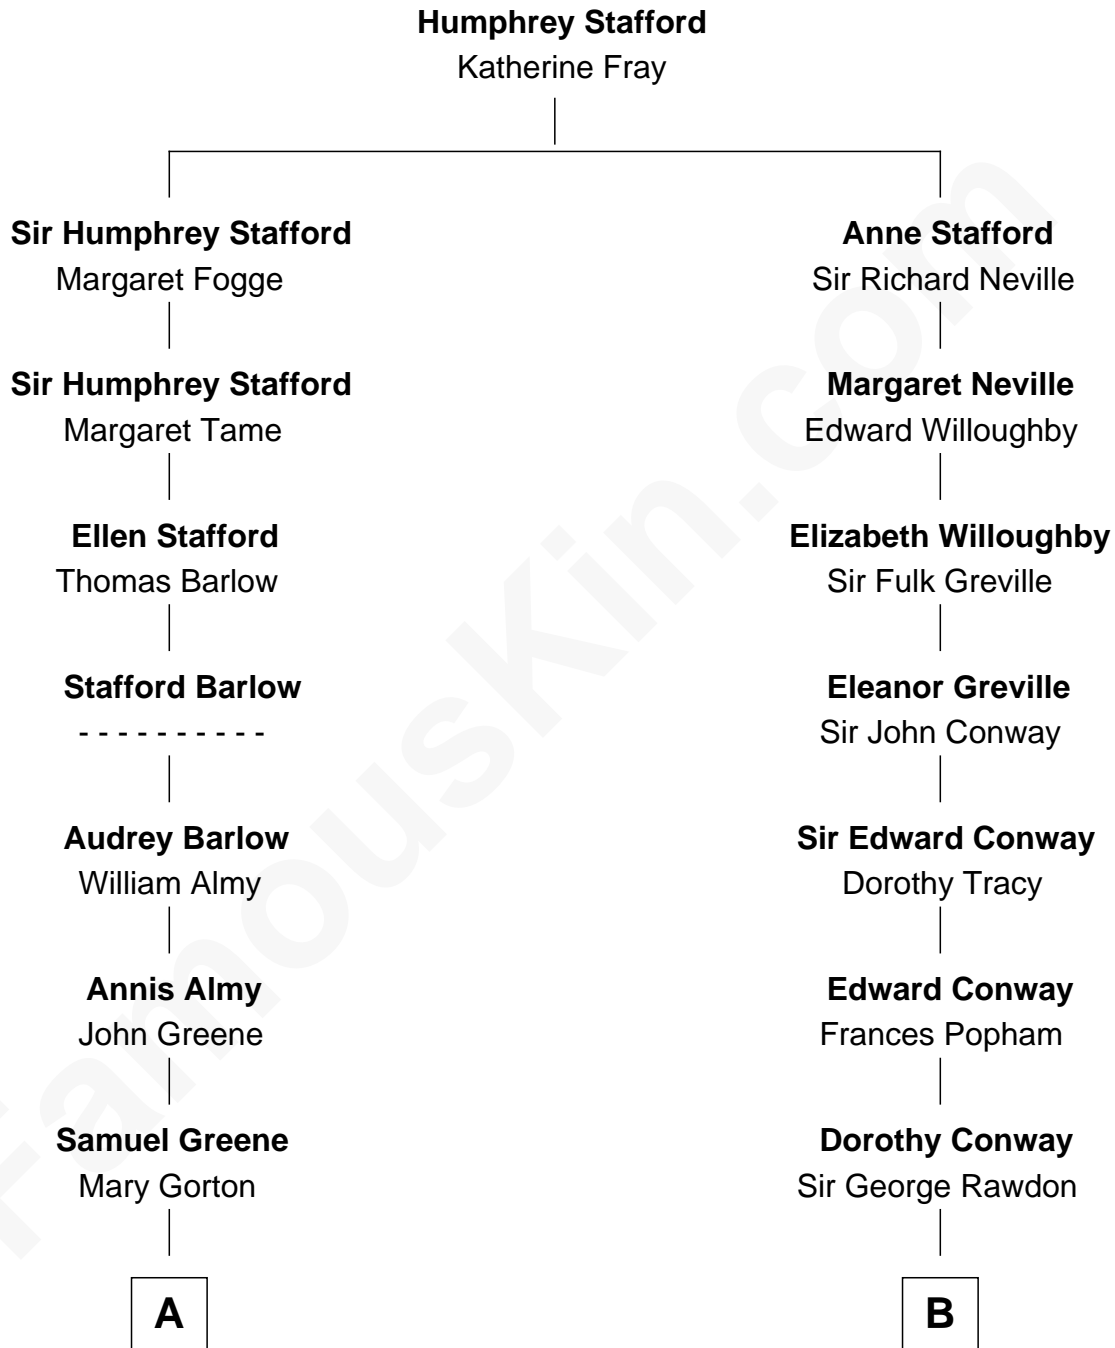 Humphrey Stafford
Katherine Fray
Sir Humphrey Stafford
Margaret Fogge
Anne Stafford
Sir Richard Neville
Sir Humphrey Stafford
Margaret Tame
Margaret Neville
Edward Willoughby
Ellen Stafford
Thomas Barlow
Elizabeth Willoughby
Sir Fulk Greville
Stafford Barlow
- - - - - - - - - -
Eleanor Greville
Sir John Conway
Audrey Barlow
William Almy
Sir Edward Conway
Dorothy Tracy
Annis Almy
John Greene
Edward Conway
Frances Popham
Samuel Greene
Mary Gorton
Dorothy Conway
Sir George Rawdon
A
B
FamousKin.com